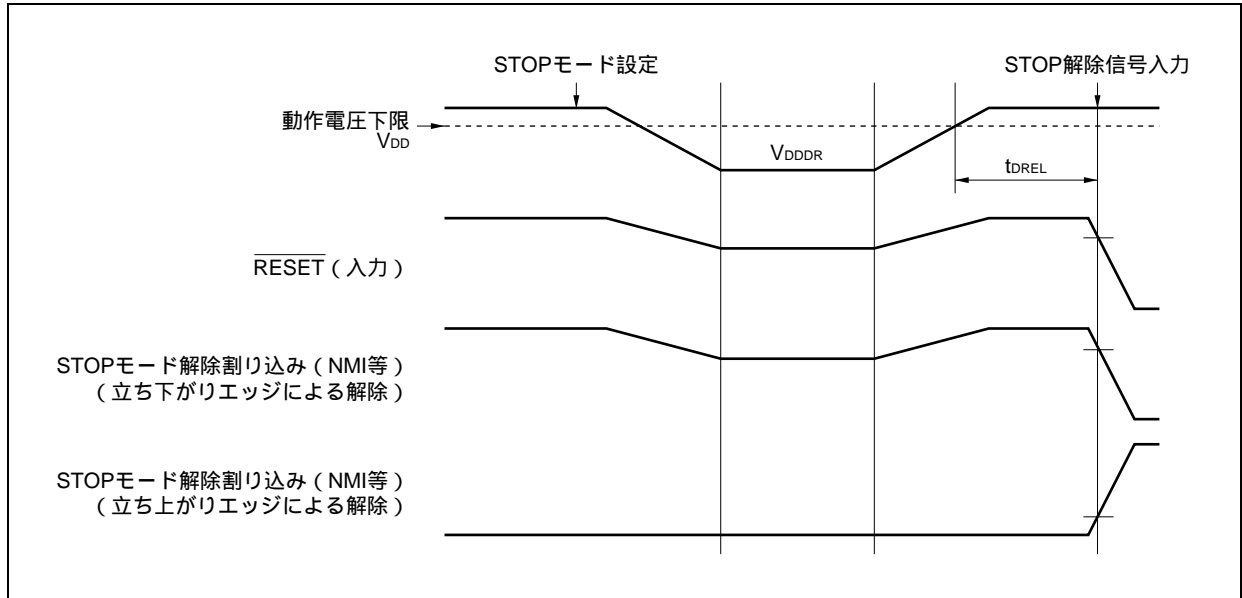 STOPモード設定
STOP解除信号入力
動作電圧下限
VDD
VDDDR
tDREL
RESET（入力）
STOPモード解除割り込み（NMI等）
（立ち下がりエッジによる解除）
STOPモード解除割り込み（NMI等）
（立ち上がりエッジによる解除）